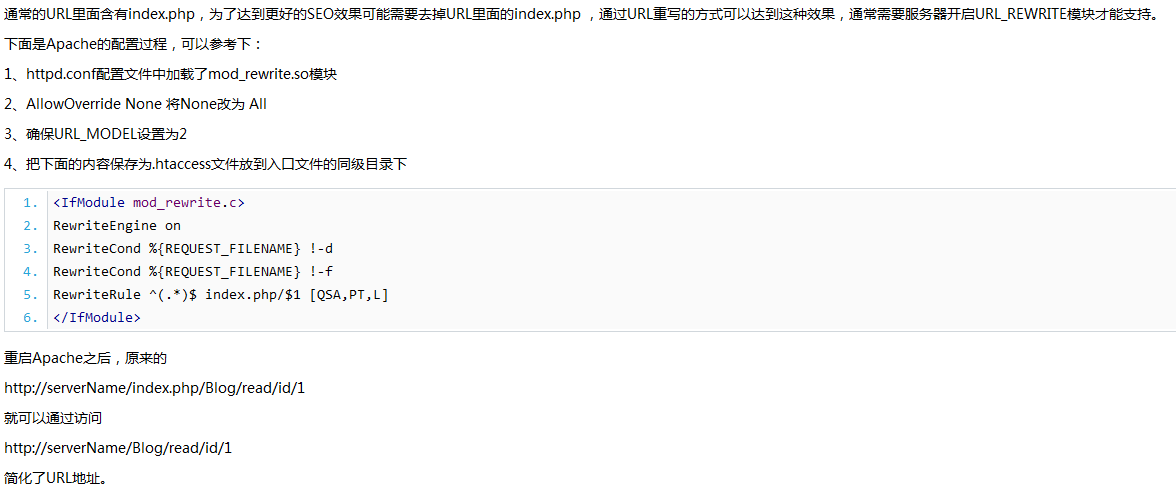 通常的URL里面含有index.php，为了达到更好的SEO效果可能需要去掉URL里面的index.php ，通过URL重写的方式可以达到这种效果，通常需要服务器开启URL_REWRITE模块才能支持。
下面是Apache的配置过程，可以参考下：
1、httpd.conf配置文件中加载了mod_rewrite.so模块
2、AllowOverride None 将None改为 All
3、确保URL_MODEL设置为2
4、把下面的内容保存为.htaccess文件放到入口文件的同级目录下
1. <IfModule mod_rewrite.c>
2. RewriteEngine on
3. RewriteCond %{REQUEST_FILENAME} !-d
4. RewriteCond %{REQUEST_FILENAME} !-f
5. RewriteRule ^(.*)$ index.php/$1 [QSA,PT,L]
6. </IfModule>
重启Apache之后，原来的
http://serverName/index.php/Blog/read/id/1
就可以通过访问
http://serverName/Blog/read/id/1
简化了URL地址。